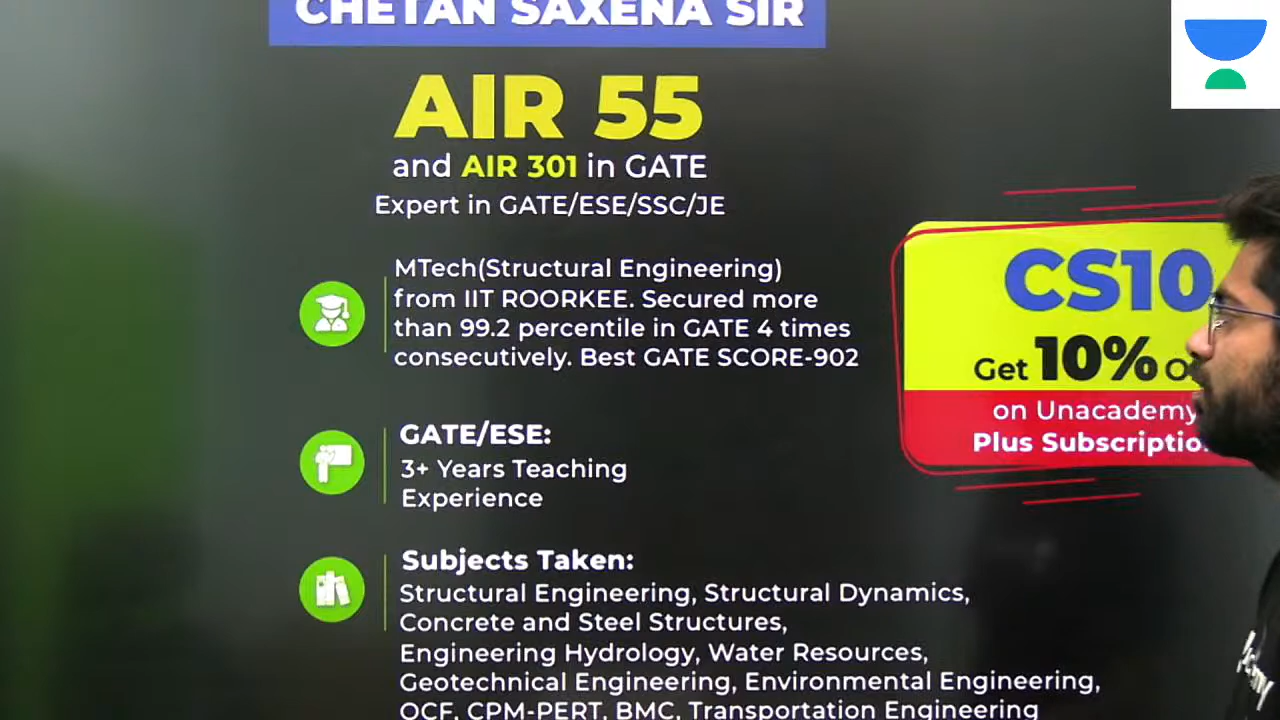 CHETAN SAXENA SIR
AIR 55
and AIR 301 in GATE
Expert in GATE/ESE/SSC/JE
MTech(Structural Engineering)
from IIT ROORKEE. Secured more
than 99.2 percentile in GATE 4 times
consecutively. Best GATE SCORE-902
GATE/ESE:
3+ Years Teaching
Experience
Subjects Taken:
Structural Engineering, Structural Dynamics,
Concrete and Steel Structures,
Engineering Hydrology, Water Resources,
Geotechnical Engineering, Environmental Engineering,
OCF, CPM-PERT, BMC, Transportation Engineering
CS10
Get 10%
on Unacademy
Plus Subscription